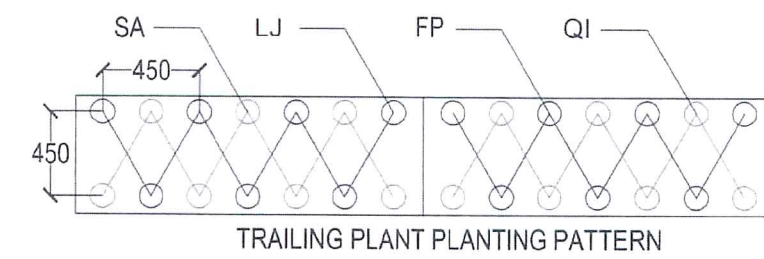 SA LJ FP QI
450
450
TRAILING PLANT PLANTING PATTERN